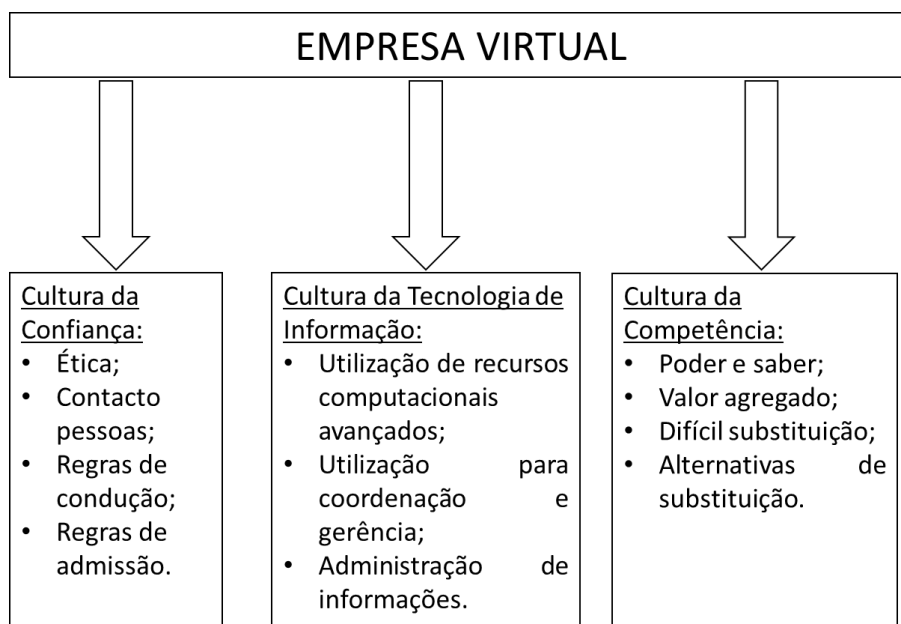 EMPRESA VIRTUAL
Cultura da
Confiança:
• Ética;
• Contacto
pessoas;
• Regras de
condução;
• Regras de
admissão.
Cultura da Tecnologia de
Informação:
• Utilização de recursos
computacionais
avançados;
• Utilização para
coordenação e
gerência;
• Administração de
informações.
Cultura da
Competência:
• Poder e saber;
• Valor agregado;
• Difícil substituição;
• Alternativas de
substituição.